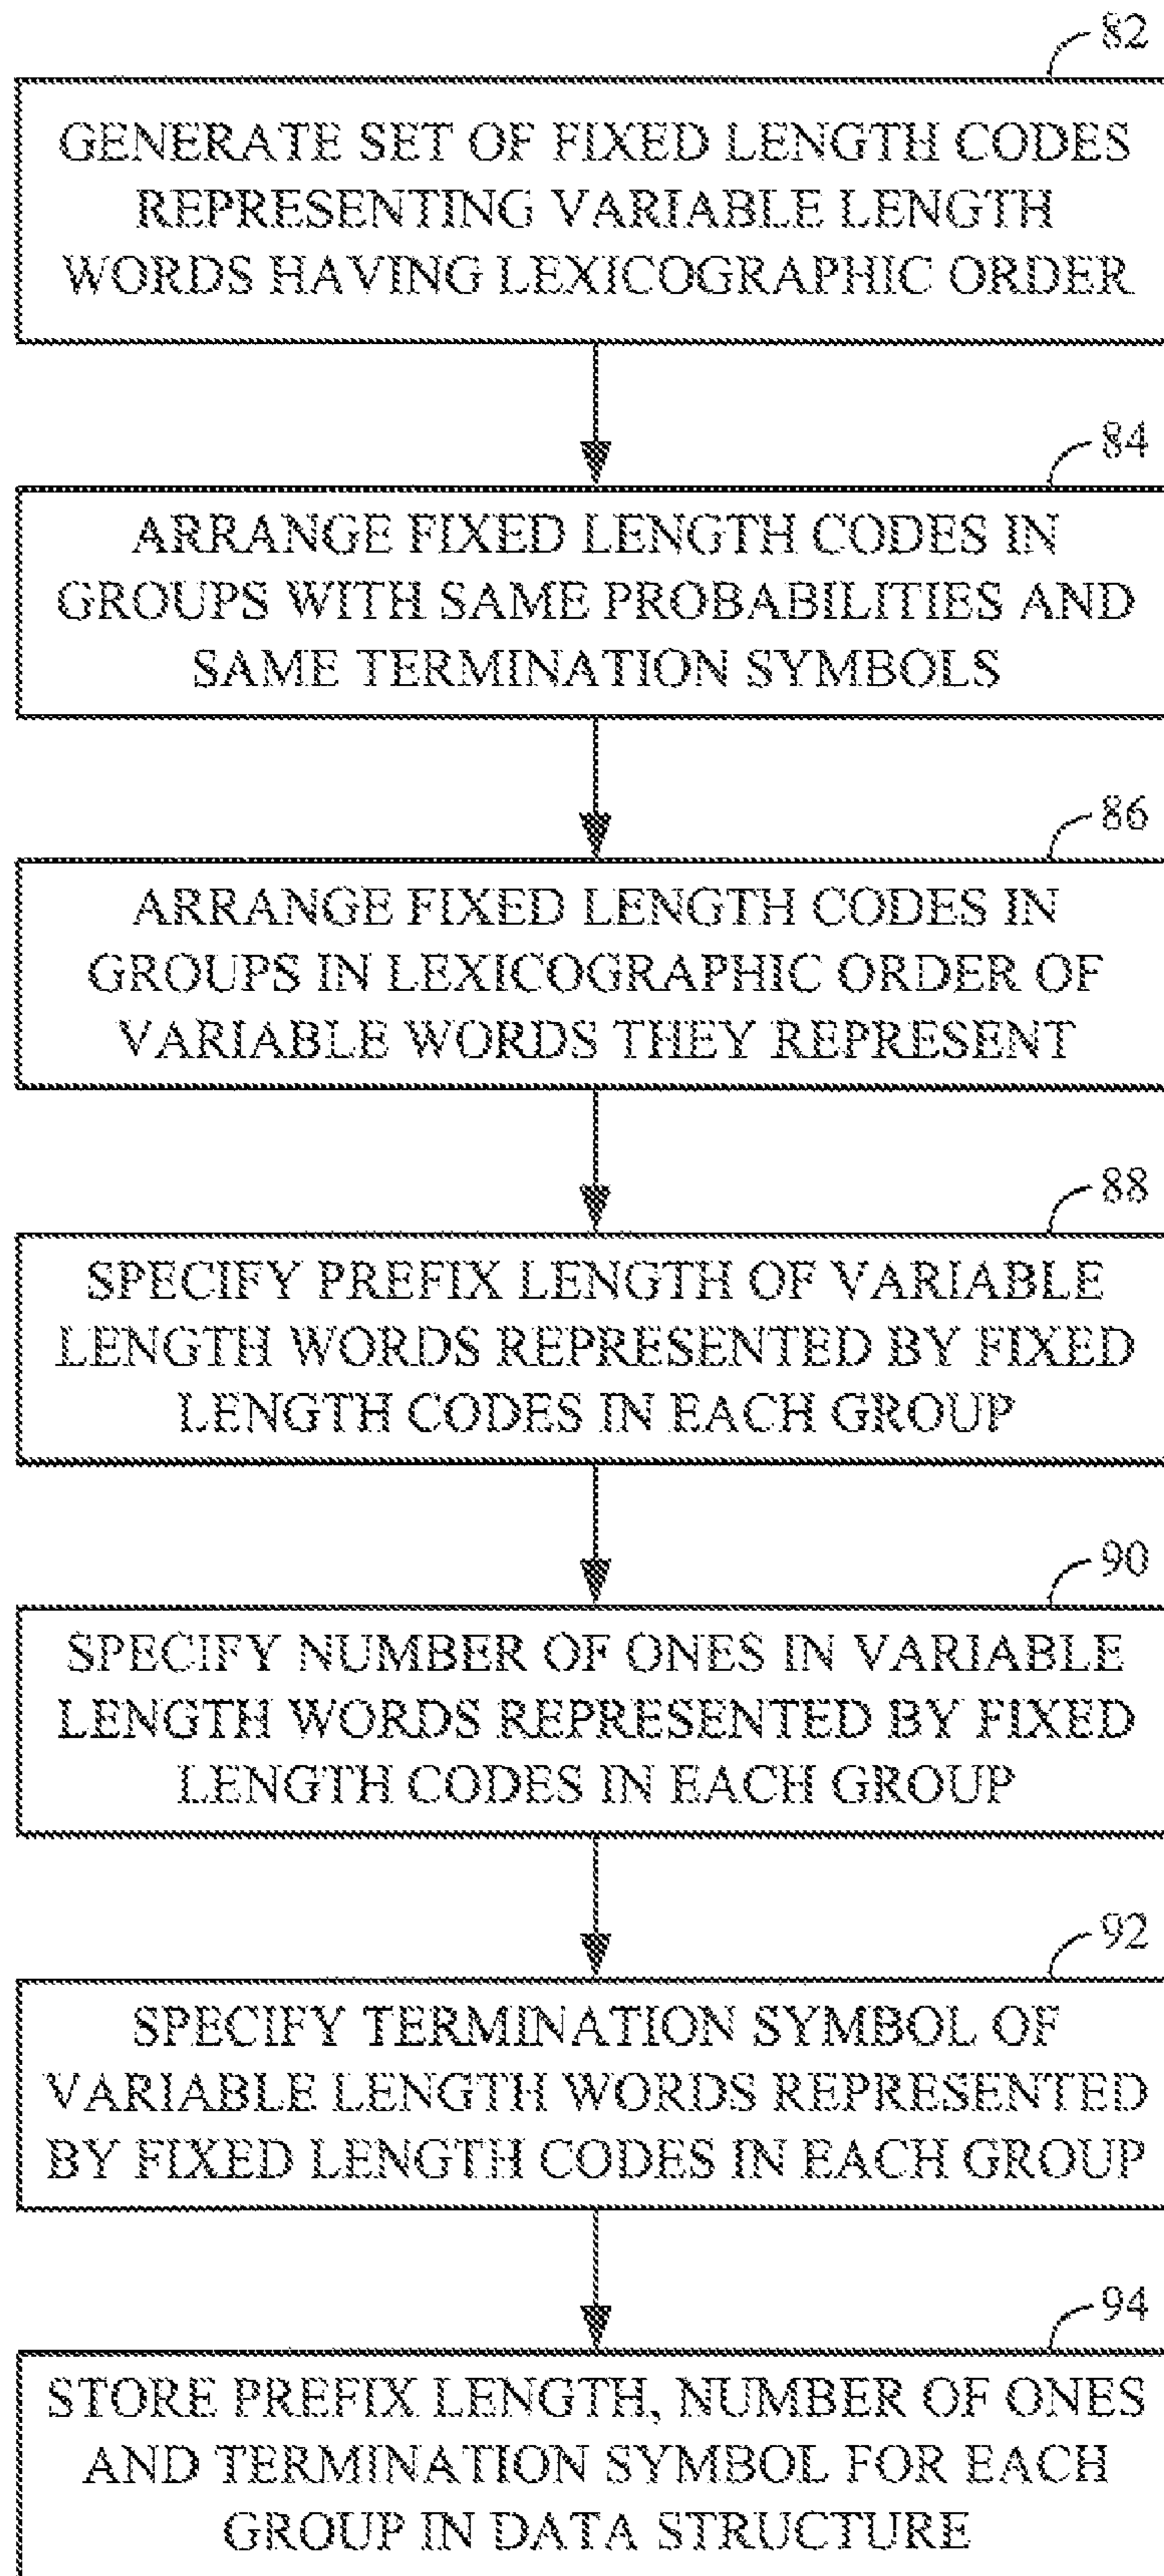 82
GENERATE SET OF FIXED LENGTH CODES
REPRESENTING VARIABLE LENGTH
WORDS HAVING LEXICOGRAPHIC ORDER
84
ARRANGE FIXED LENGTH CODES IN
GROUPS WITH SAME PROBABILITIES AND
SAME TERMINATION SYMBOLS
86
ARRANGE FIXED LENGTH CODES IN
GROUPS IN LEXICOGRAPHIC ORDER OF
VARIABLE WORDS THEY REPRESENT
88
SPECIFY PREFIX LENGTH OF VARIABLE
LENGTH WORDS REPRESENTED BY FIXED
LENGTH CODES IN EACH GROUP
90
SPECIFY NUMBER OF ONES IN VARIABLE
LENGTH WORDS REPRESENTED BY FIXED
LENGTH CODES IN EACH GROUP
92
SPECIFY TERMINATION SYMBOL OF
VARIABLE LENGTH WORDS REPRESENTED
BY FIXED LENGTH CODES IN EACH GROUP
94
STORE PREFIX LENGTH, NUMBER OF ONES
AND TERMINATION SYMBOL FOR EACH
GROUP IN DATA STRUCTURE